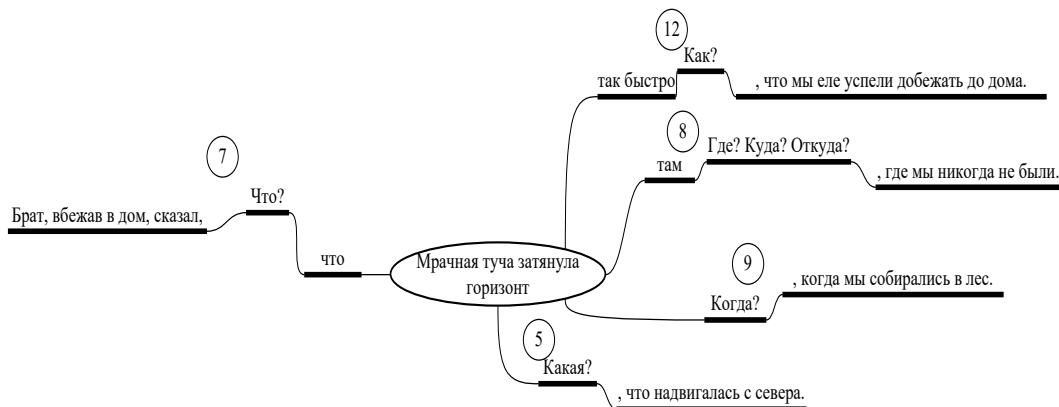 12
Как?
так быстро
, что мы еле успели добежать до дома.
8
Где? Куда? Откуда?
там
, где мы никогда не были.
7
Что?
Брат, вбежав в дом, сказал,
что
Мрачная туча затянула
горизонт
9
, когда мы собирались в лес.
Когда?
5
Какая?
, что надвигалась с севера.